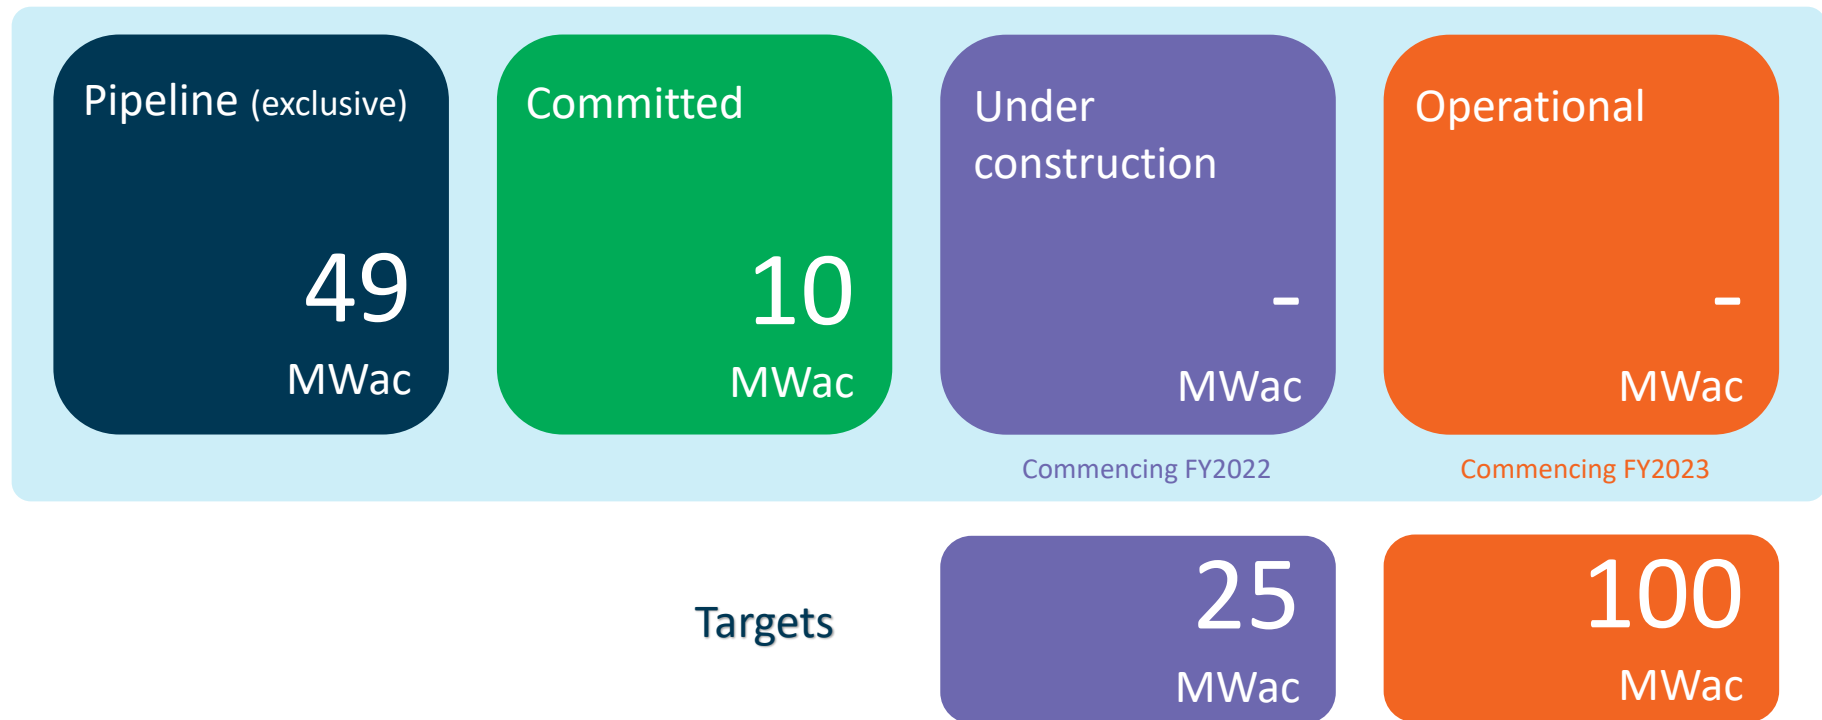 Pipeline (exclusive)
49
MWac
Committed
10
MWac
Under
construction
-
MWac
Commencing FY2022
Operational
-
MWac
Commencing FY2023
Targets
25
MWac
100
MWac